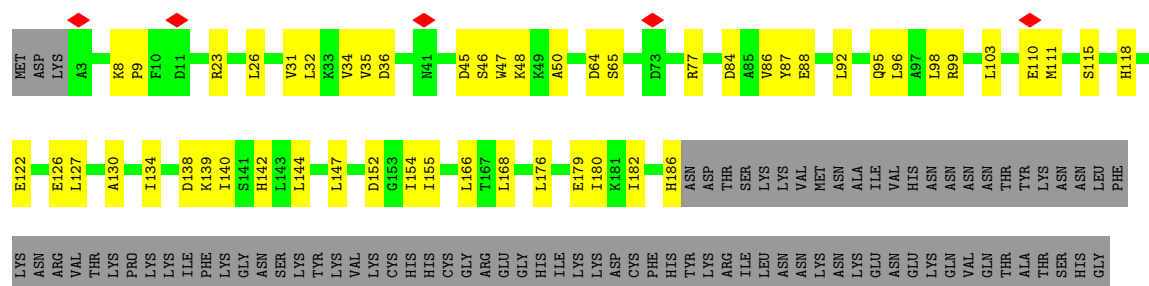 MET ASP LYS A3 K8 P9 F10 D11 R23 L26 V31 L32 K33 V34 V35 D36 N41 D45 S46 W47 K48 K49 A50 D64 S65 D73 R77 D84 A85 V86 Y87 E88 L92 Q95 L96 A97 L98 R99 L103 E110 M111 S115 H118
E122 E126 L127 A130 I134 D138 K139 I140 S141 H142 L143 L144 L147 D152 G153 I154 I155 L166 T167 L168 L176 E179 I180 K181 I182 H186 ASN ASP THR SER LYS LYS VAL MET ASN ALA ILE VAL HIS ASN ASN ASN ASN THR TYR LYS ASN ASN LEU PHE
LYS ASN ARG VAL THR LYS PRO LYS LYS ILE PHE LYS GLY ASN SER LYS TYR LYS VAL LYS CYS HIS HIS CYS GLY ARG GLU GLY HIS ILE LYS LYS ASP CYS PHE HIS TYR LYS ARG ILE LEU ASN ASN LYS ASN LYS GLU ASN GLU LYS GLN VAL GLN THR ALA THR SER HIS GLY